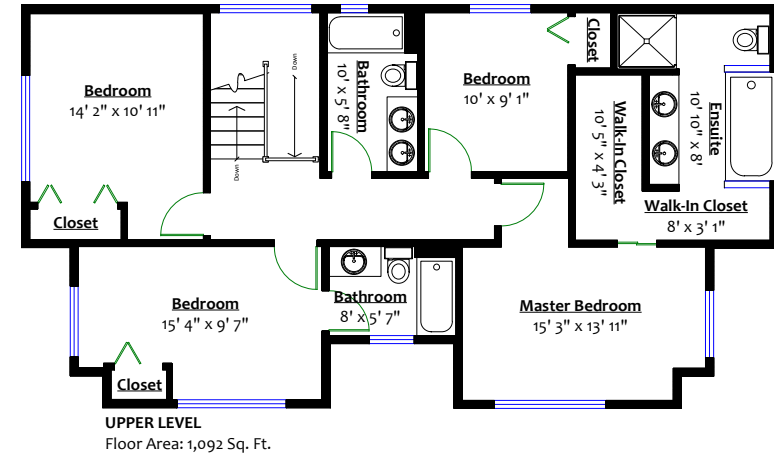 Bedroom
14' 2" x 10' 11"
Closet
Down
Down
Bathroom
10' x 5' 8"
Bedroom
10' x 9' 1"
Closet
Walk-In Closet
10' 5" x 4' 3"
Ensuite
10' 10" x 8'
Walk-In Closet
8' x 3' 1"
Bedroom
15' 4" x 9' 7"
Closet
Bathroom
8' x 5' 7"
Master Bedroom
15' 3" x 13' 11"
UPPER LEVEL
Floor Area: 1,092 Sq. Ft.